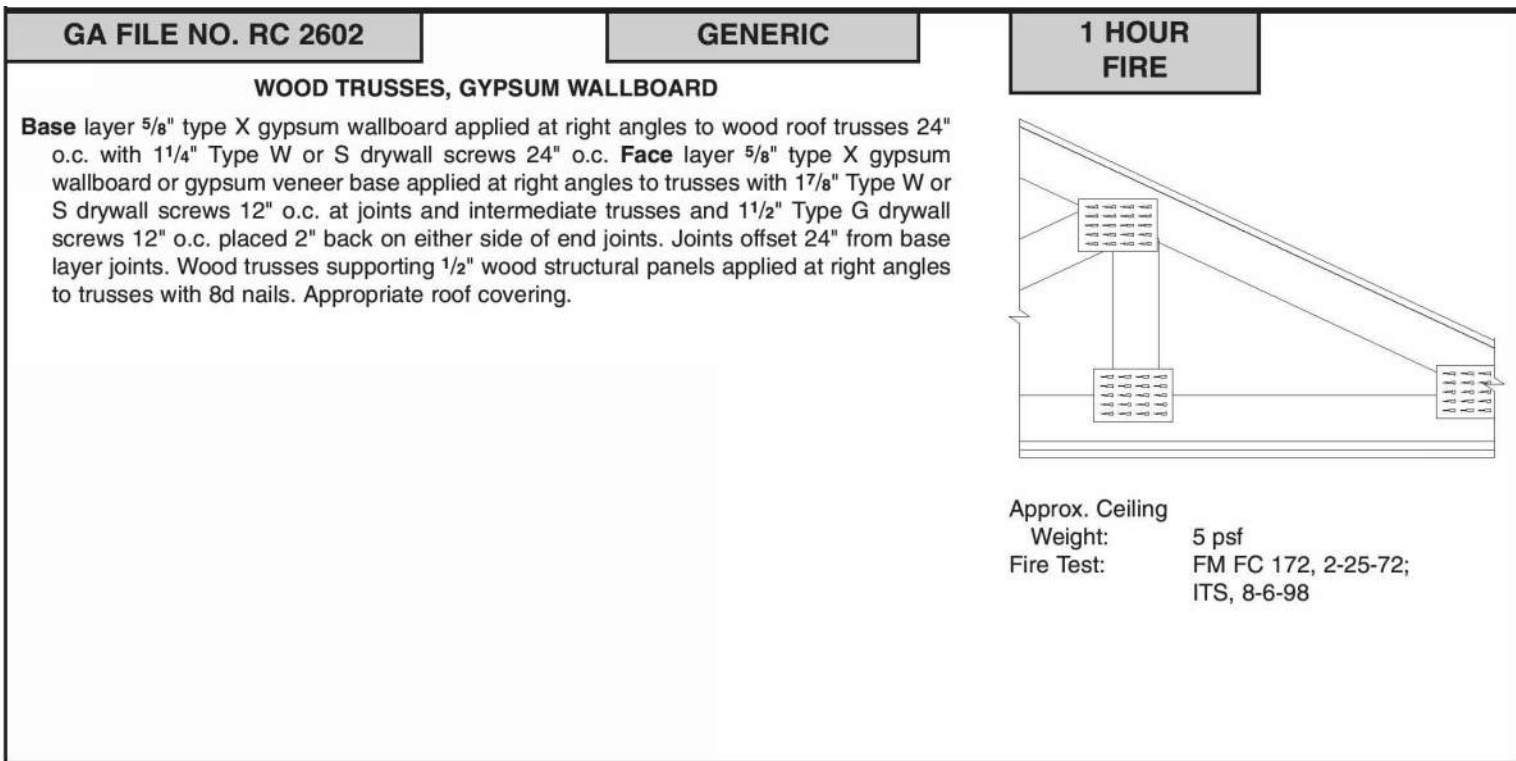 GA FILE NO. RC 2602
GENERIC
1 HOUR
FIRE
WOOD TRUSSES, GYPSUM WALLBOARD
Base layer 5/8" type X gypsum wallboard applied at right angles to wood roof trusses 24"
o.c. with 11/4" Type W or S drywall screws 24" o.c. Face layer 5/8" type X gypsum
wallboard or gypsum veneer base applied at right angles to trusses with 17/8" Type W or
S drywall screws 12" o.c. at joints and intermediate trusses and 11/2" Type G drywall
screws 12" o.c. placed 2" back on either side of end joints. Joints offset 24" from base
layer joints. Wood trusses supporting 1/2" wood structural panels applied at right angles
to trusses with 8d nails. Appropriate roof covering.
Approx. Ceiling
Weight: 5 psf
Fire Test: FM FC 172, 2-25-72;
ITS, 8-6-98